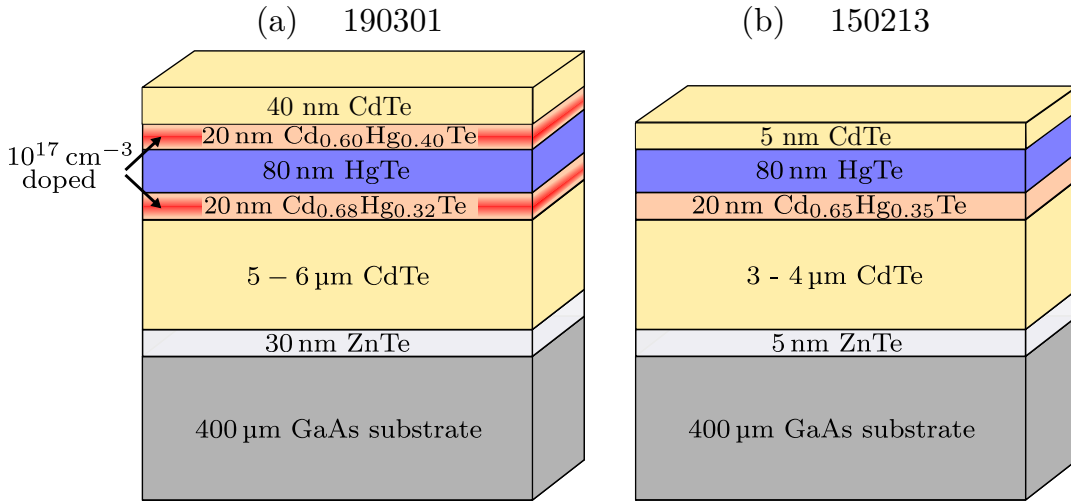 (a) 190301
40 nm CdTe
20 nm Cd₀.₆₀Hg₀.₄₀Te
10¹⁷ cm⁻³
doped
80 nm HgTe
20 nm Cd₀.₆₈Hg₀.₃₂Te
5 – 6 µm CdTe
30 nm ZnTe
400 µm GaAs substrate
(b) 150213
5 nm CdTe
80 nm HgTe
20 nm Cd₀.₆₅Hg₀.₃₅Te
3 - 4 µm CdTe
5 nm ZnTe
400 µm GaAs substrate